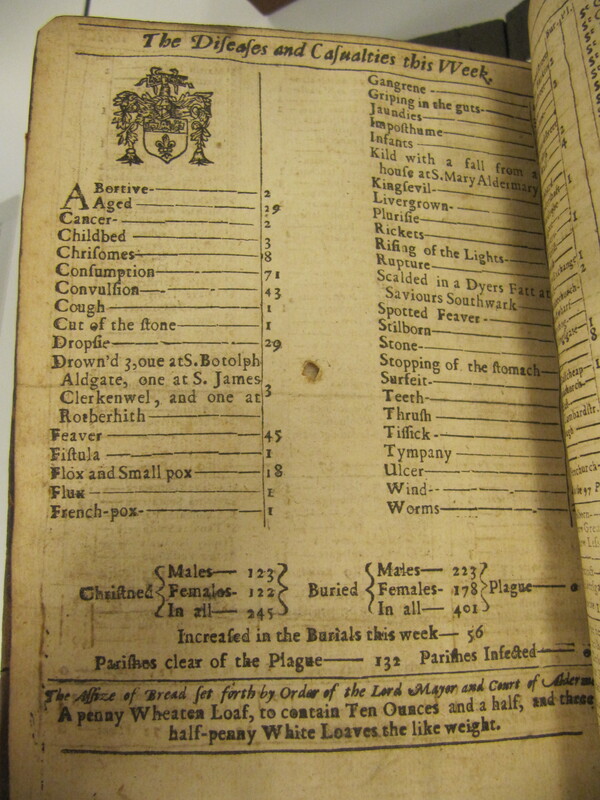 The Diſeaſes and Caſualties this VVeek.
ABortive 2
Aged 29
Cancer 2
Childbed 3
Chriſomes 8
Conſumption 71
Convulſion 43
Cough 1
Cut of the ſtone 1
Dropſie 29
Drown'd 3, one at S. Botolph
Aldgate, one at S. James
Clerkenwel, and one at
Rotherhith 3
Feaver 45
Fiſtula 1
Flox and Small pox 18
Flux 1
French-pox 1
Gangrene
Griping in the guts
Jaundies
Impoſthume
Infants
Kild with a fall from a
houſe at S. Mary Aldermary
Kingſevil
Livergrown
Pluriſie
Rickets
Riſing of the Lights
Rupture
Scalded in a Dyers Fatt at
Saviours Southwark
Spotted Feaver
Stilborn
Stone
Stopping of the ſtomach
Surfeit
Teeth
Thruſh
Tiſſick
Tympany
Ulcer
Wind
Worms
Chriſtned
Males 123
Females 122
In all 245
Buried
Males 223
Females 178
In all 401
Plague
Increaſed in the Burials this week 56
Pariſhes clear of the Plague 132 Pariſhes Infected
The Aſſize of Bread ſet forth by Order of the Lord Mayor and Court of
A penny Wheaten Loaf, to contain Ten Ounces and a half, and three
half-penny White Loaves the like weight.